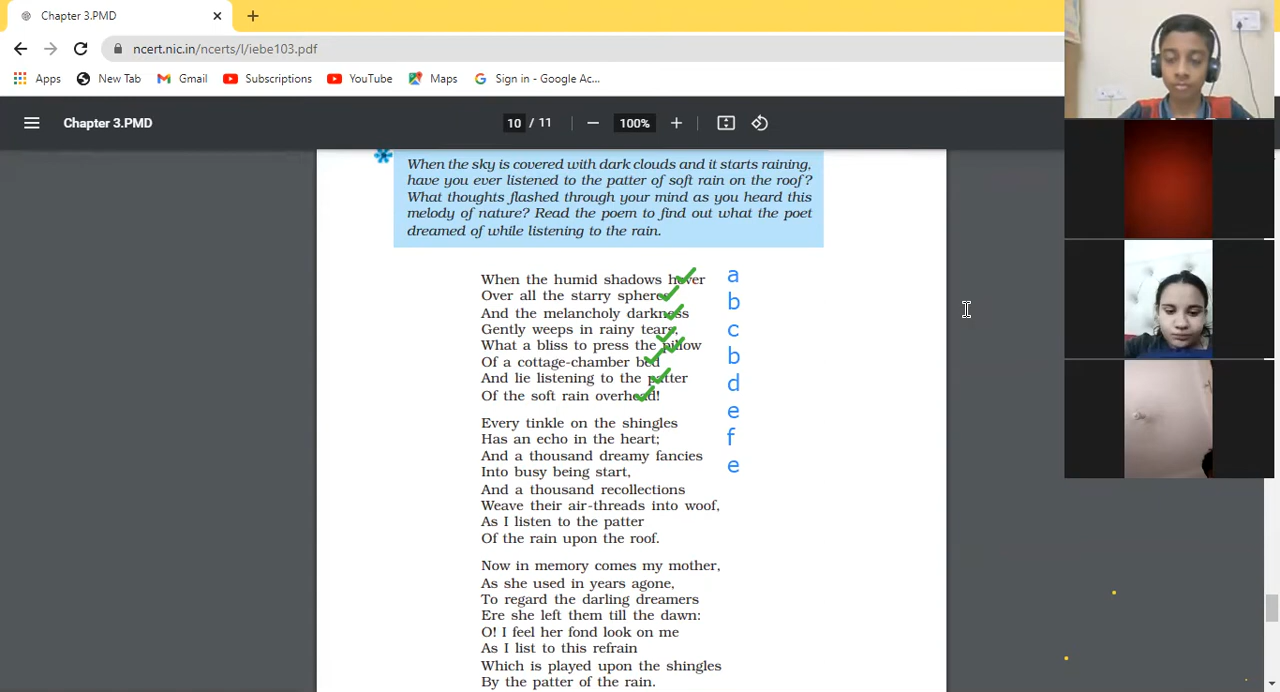 Chapter 3.PMD
ncert.nic.in/ncerts/l/iebe103.pdf
Apps New Tab Gmail Subscriptions YouTube Maps Sign in - Google Ac...
Chapter 3.PMD 10 / 11 100%
When the sky is covered with dark clouds and it starts raining,
have you ever listened to the patter of soft rain on the roof?
What thoughts flashed through your mind as you heard this
melody of nature? Read the poem to find out what the poet
dreamed of while listening to the rain.
When the humid shadows hover a
Over all the starry spheres b
And the melancholy darkness c
Gently weeps in rainy tears, b
What a bliss to press the pillow d
Of a cottage-chamber bed e
And lie listening to the patter f
Of the soft rain overhead! e
Every tinkle on the shingles
Has an echo in the heart;
And a thousand dreamy fancies
Into busy being start,
And a thousand recollections
Weave their air-threads into woof,
As I listen to the patter
Of the rain upon the roof.
Now in memory comes my mother,
As she used in years agone,
To regard the darling dreamers
Ere she left them till the dawn:
O! I feel her fond look on me
As I list to this refrain
Which is played upon the shingles
By the patter of the rain.